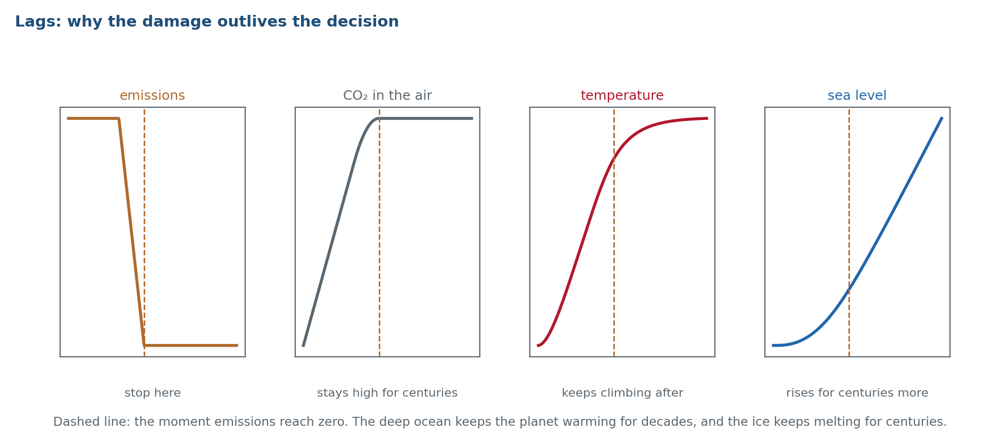 Lags: why the damage outlives the decision
emissions
CO₂ in the air
temperature
sea level
stop here
stays high for centuries
keeps climbing after
rises for centuries more
Dashed line: the moment emissions reach zero. The deep ocean keeps the planet warming for decades, and the ice keeps melting for centuries.